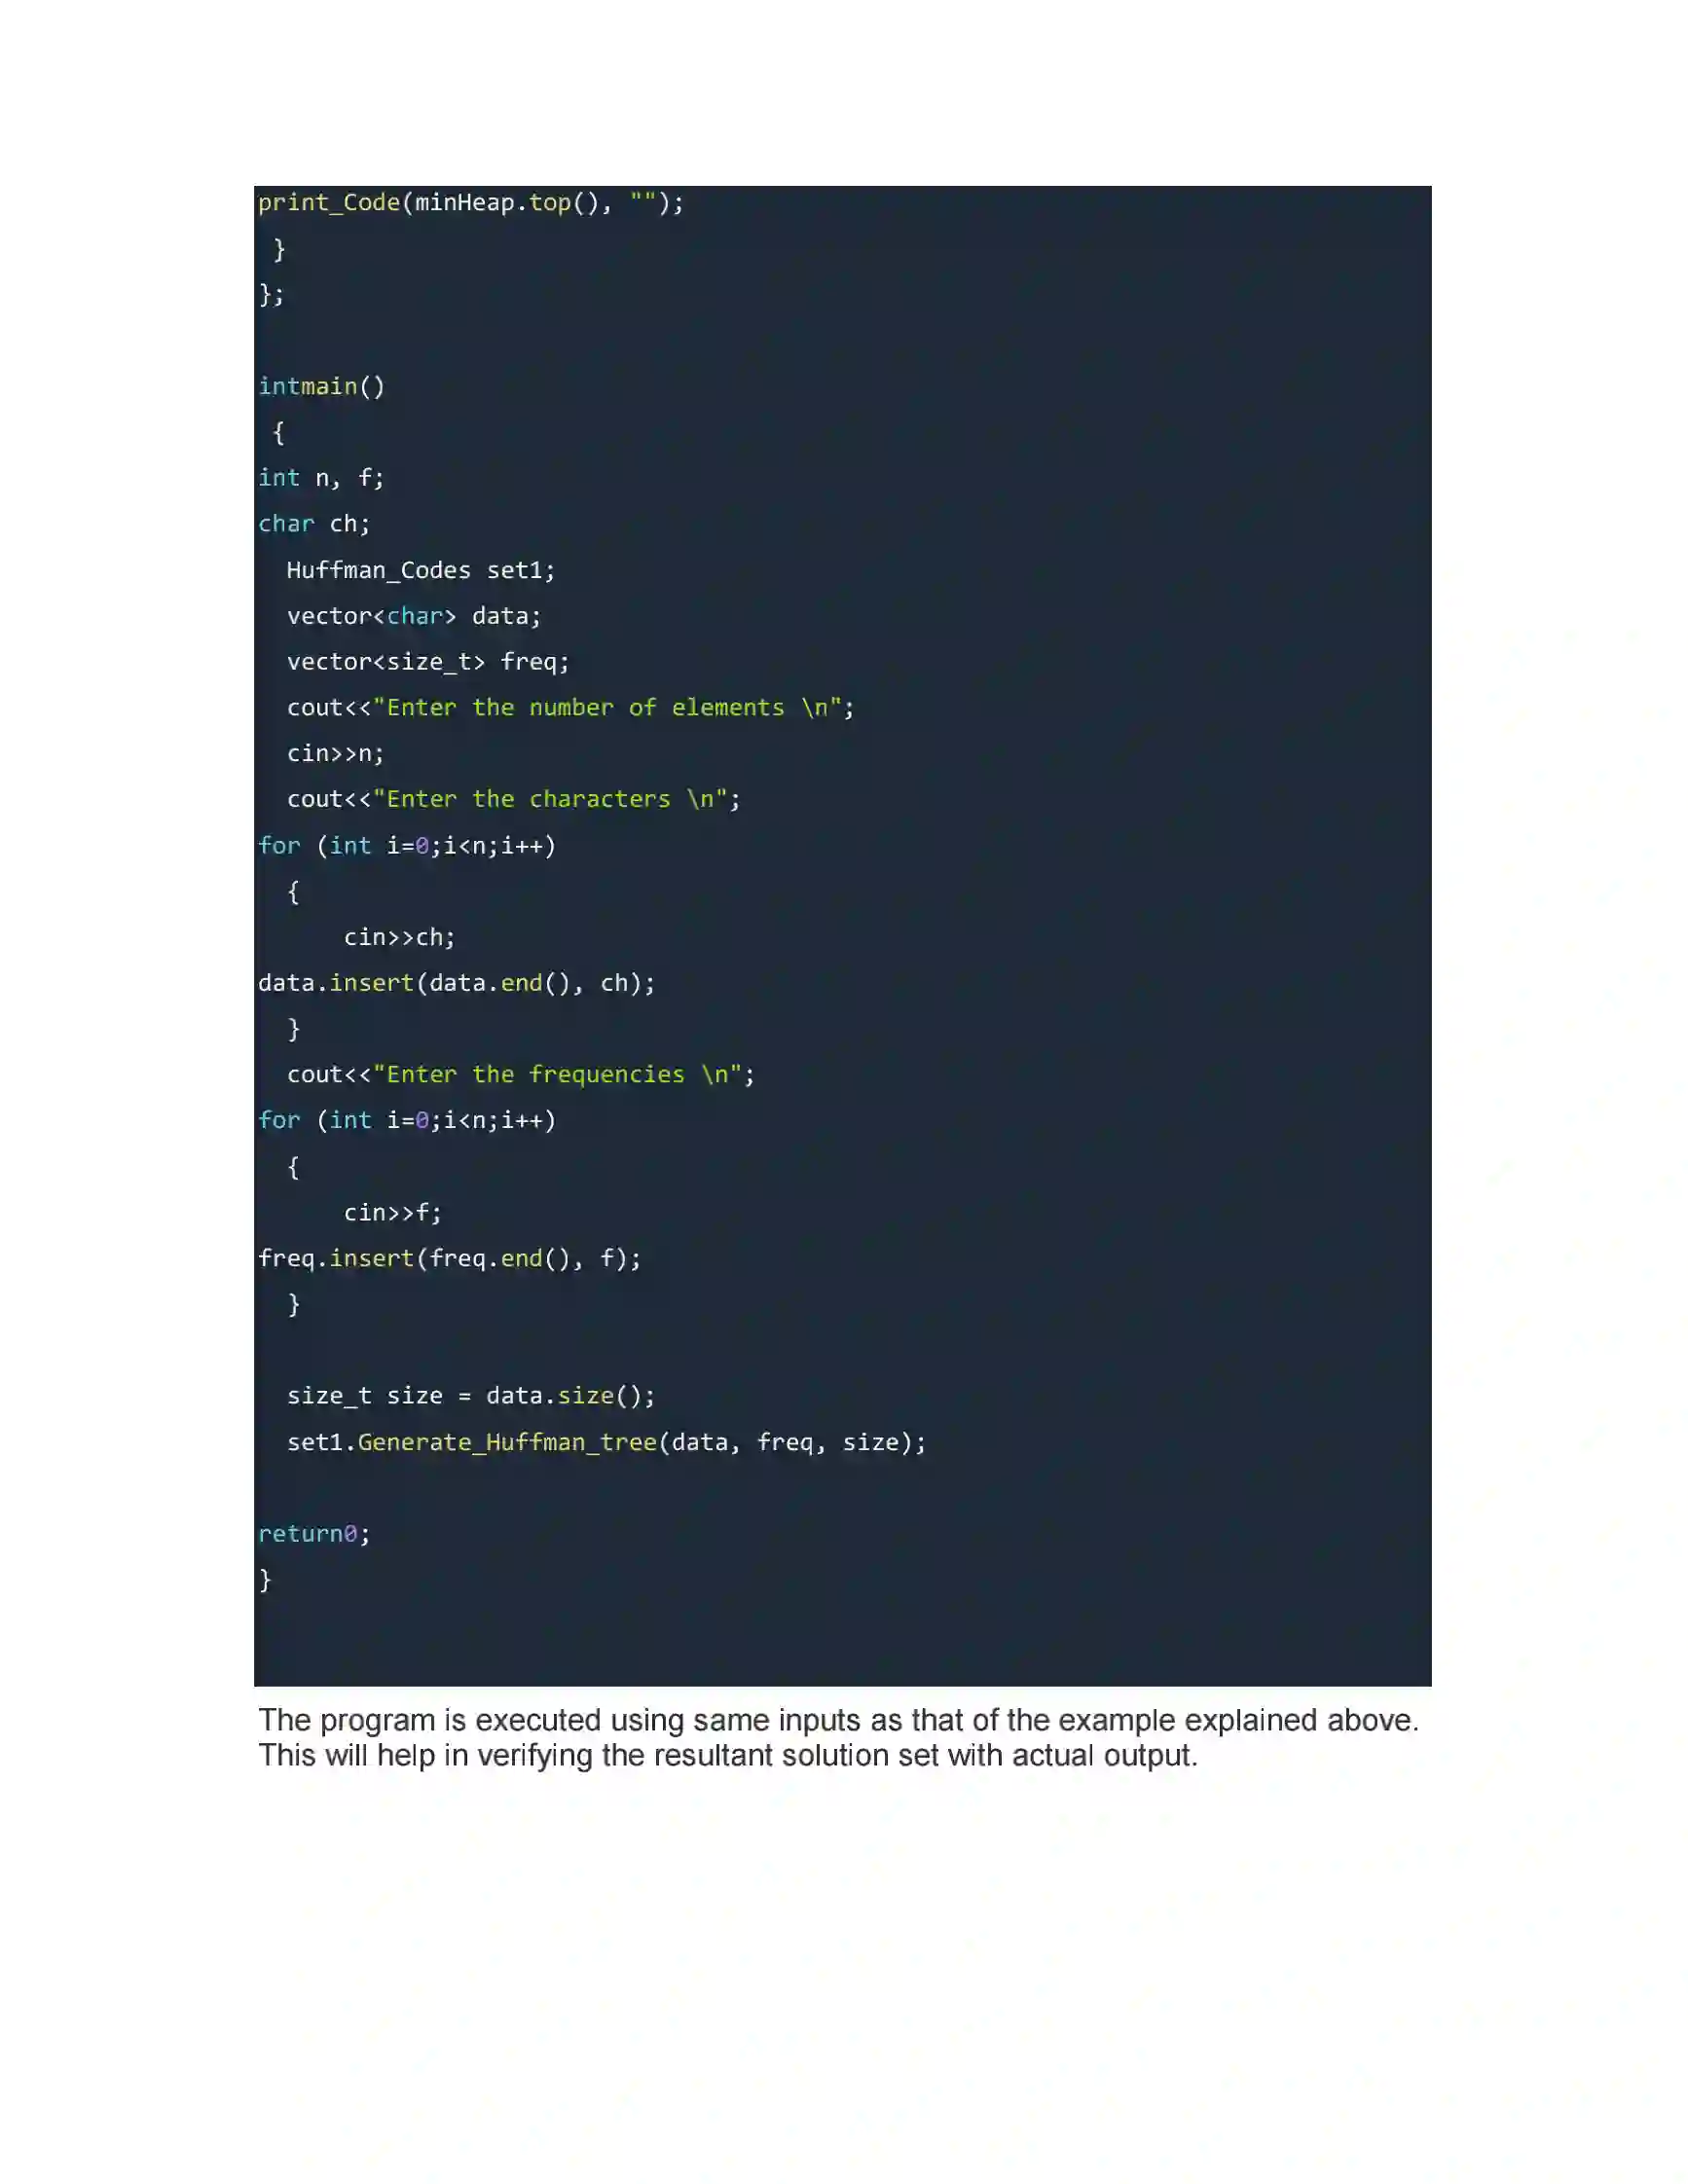 print_Code(minHeap.top(), "");
}
};
intmain()
{
int n, f;
char ch;
Huffman_Codes set1;
vector<char> data;
vector<size_t> freq;
cout<<"Enter the number of elements \n";
cin>>n;
cout<<"Enter the characters \n";
for (int i=0;i<n;i++)
{
cin>>ch;
data.insert(data.end(), ch);
}
cout<<"Enter the frequencies \n";
for (int i=0;i<n;i++)
{
cin>>f;
freq.insert(freq.end(), f);
}
size_t size = data.size();
set1.Generate_Huffman_tree(data, freq, size);
return0;
}
The program is executed using same inputs as that of the example explained above.
This will help in verifying the resultant solution set with actual output.